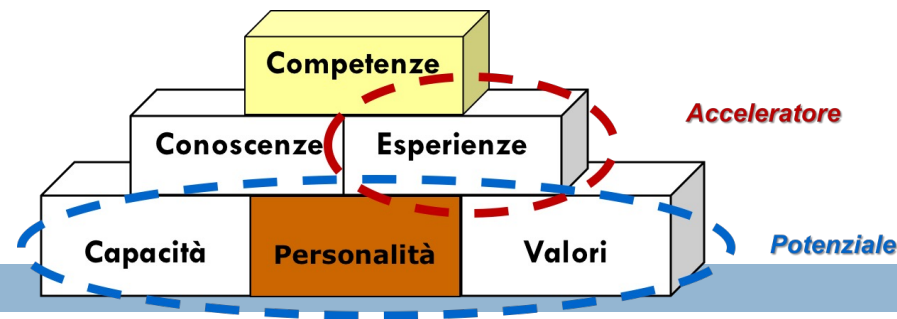 Competenze
Acceleratore
Conoscenze
Esperienze
Capacità
Personalità
Valori
Potenziale